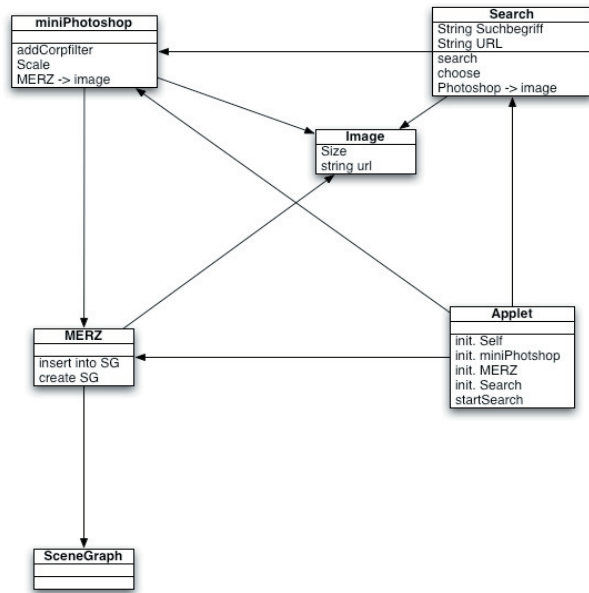 miniPhotoshop
addCorpfilter
Scale
MERZ -> image
Search
String Suchbegriff
String URL
search
choose
Photoshop -> image
Image
Size
string url
MERZ
insert into SG
create SG
Applet
init. Self
init. miniPhotshop
init. MERZ
init. Search
startSearch
SceneGraph